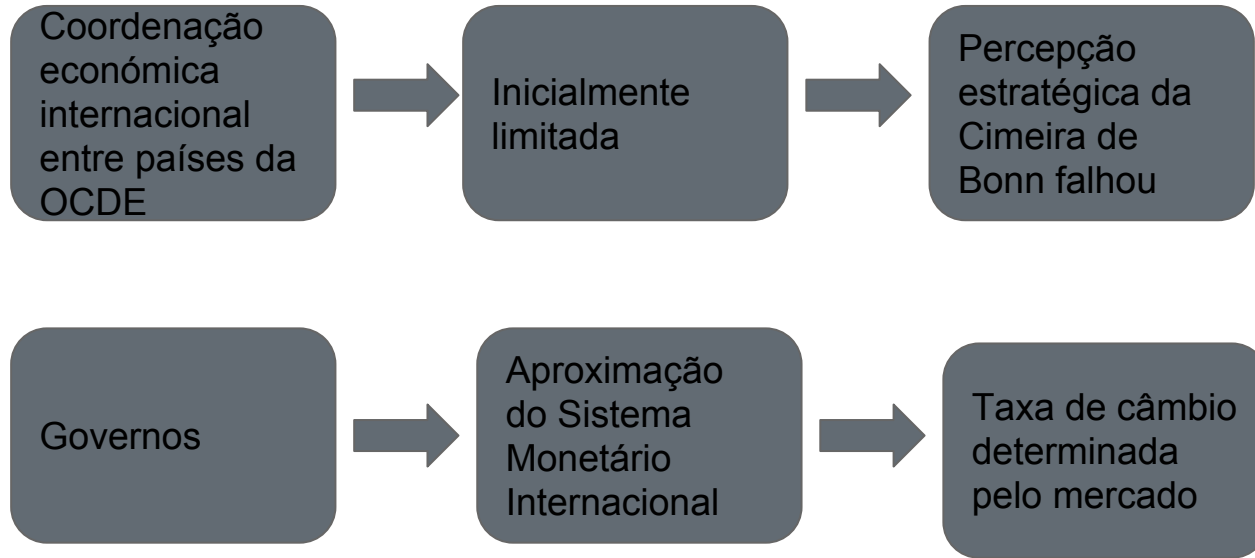 Coordenação
económica
internacional
entre países da
OCDE
Inicialmente
limitada
Percepção
estratégica da
Cimeira de
Bonn falhou
Governos
Aproximação
do Sistema
Monetário
Internacional
Taxa de câmbio
determinada
pelo mercado